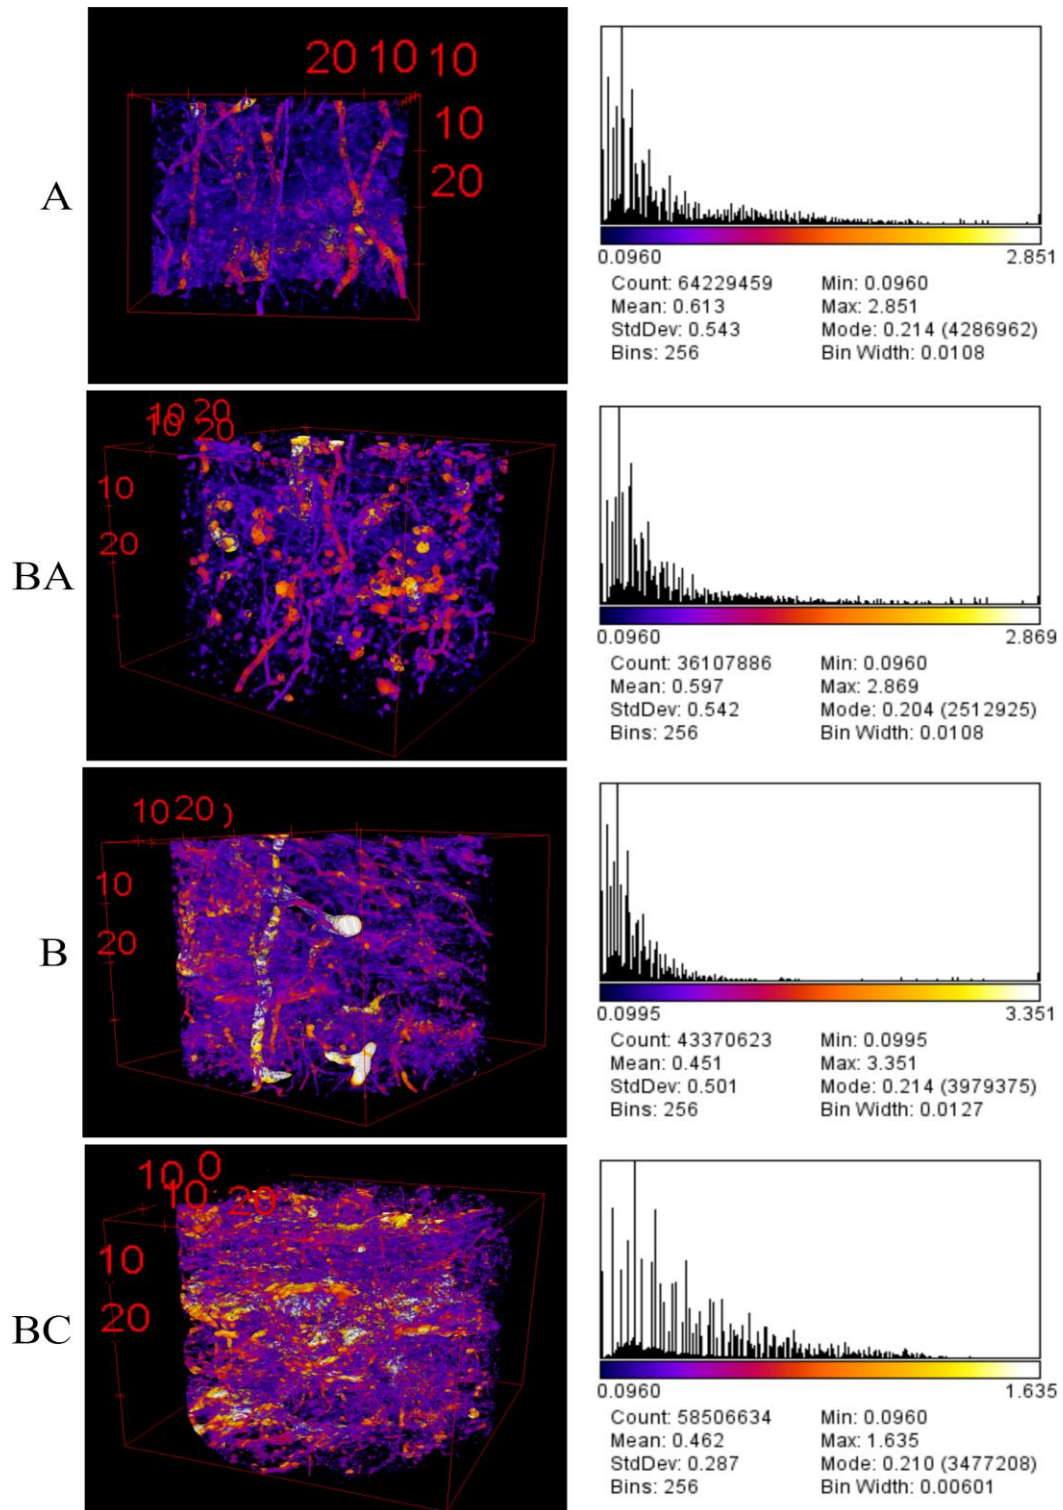 20 10 10
10
20
A
0.0960 2.851
Count: 64229459 Min: 0.0960
Mean: 0.613 Max: 2.851
StdDev: 0.543 Mode: 0.214 (4286962)
Bins: 256 Bin Width: 0.0108
10 20
10 20
10
20
BA
0.0960 2.869
Count: 36107886 Min: 0.0960
Mean: 0.597 Max: 2.869
StdDev: 0.542 Mode: 0.204 (2512925)
Bins: 256 Bin Width: 0.0108
10 20 )
10
20
B
0.0995 3.351
Count: 43370623 Min: 0.0995
Mean: 0.451 Max: 3.351
StdDev: 0.501 Mode: 0.214 (3979375)
Bins: 256 Bin Width: 0.0127
10 0
10 20
10
20
BC
0.0960 1.635
Count: 58506634 Min: 0.0960
Mean: 0.462 Max: 1.635
StdDev: 0.287 Mode: 0.210 (3477208)
Bins: 256 Bin Width: 0.00601